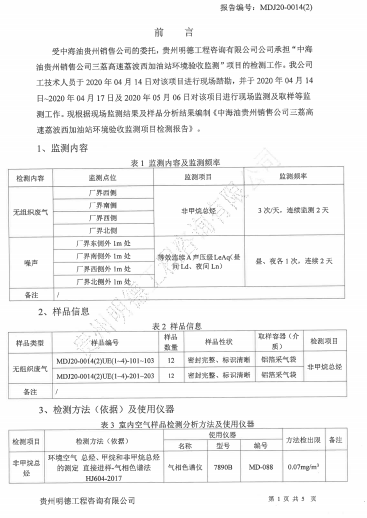 报告编号：MDJ20-0014(2)
前 言
受中海油贵州销售公司的委托，贵州明德工程咨询有限公司公司承担"中海
油贵州销售公司三荔高速荔波西加油站环境验收监测"项目的检测工作。我公司
工技术人员于 2020 年 04 月 14 日对该项目进行现场踏勘，并于 2020 年 04 月 14
日~2020 年 04 月 17 日及 2020 年 05 月 06 日对该项目进行现场监测及取样等监
测工作。现根据现场监测结果及样品分析结果编制《中海油贵州销售公司三荔高
速荔波西加油站环境验收监测项目检测报告》。
1、监测内容
表 1 监测内容及监测频率
检测内容 监测点位 监测项目 监测频率
无组织废气 厂界西侧 厂界南侧 厂界西侧 厂界北侧 非甲烷总烃 3 次/天，连续监测 2 天
噪声 厂界东侧外 1m 处 厂界南侧外 1m 处 厂界西侧外 1m 处 厂界北侧外 1m 处 等效连续 A 声压级 LeAq(昼间 Ld、夜间 Ln) 昼、夜各 1 次，连续 2 天
备注 /
2、样品信息
表 2 样品信息
样品类型 样品编号 样品数量 样品性状 取样容器（介质） 检测项目
无组织废气 MDJ20-0014(2)UE(1~4)-101~103 12 密封完整、标识清晰 铝箔采气袋 非甲烷总烃
MDJ20-0014(2)UE(1~4)-201~203 12 密封完整、标识清晰 铝箔采气袋
备注 /
3、检测方法（依据）及使用仪器
表 3 室内空气样品检测分析方法及使用仪器
检测项目 检测方法（依据） 使用仪器 方法检出限 备注
名称 型号 编号
非甲烷总烃 环境空气 总烃、甲烷和非甲烷总烃的测定 直接进样-气相色谱法 HJ604-2017 气相色谱仪 7890B MD-088 0.07mg/m³
贵州明德工程咨询有限公司 第 1 页 共 5 页